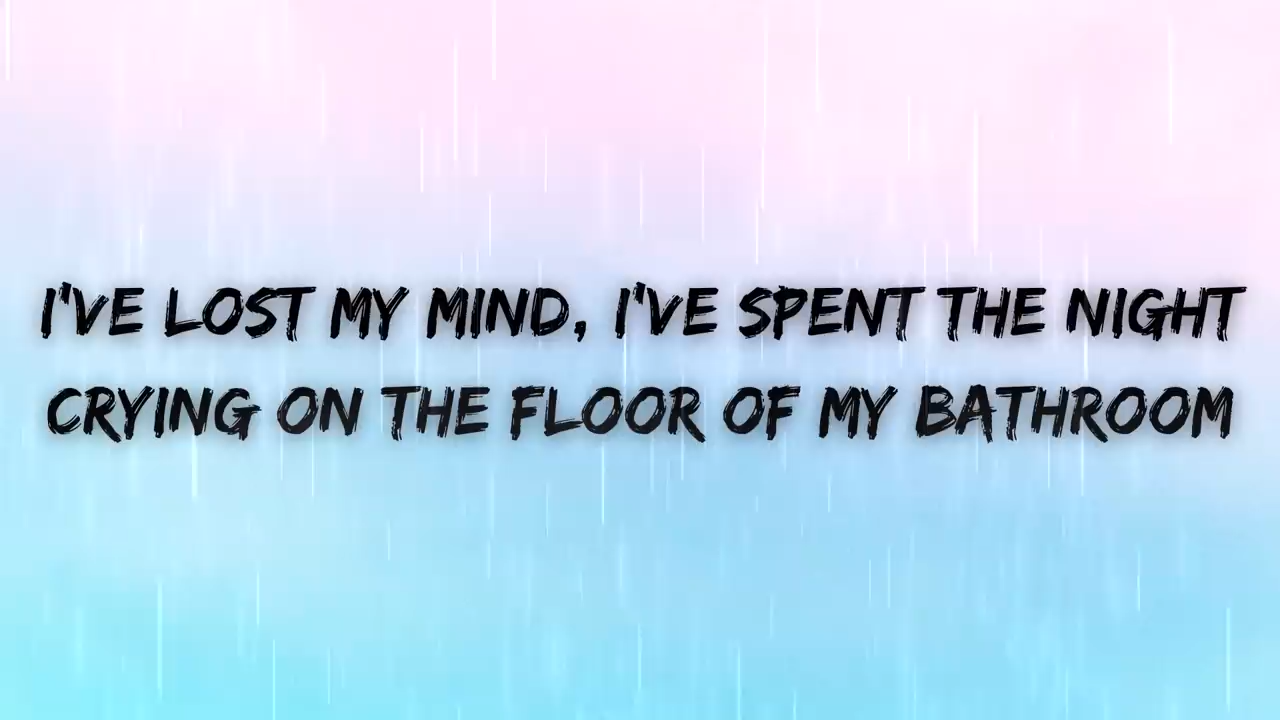 I'VE LOST MY MIND, I'VE SPENT THE NIGHT
CRYING ON THE FLOOR OF MY BATHROOM